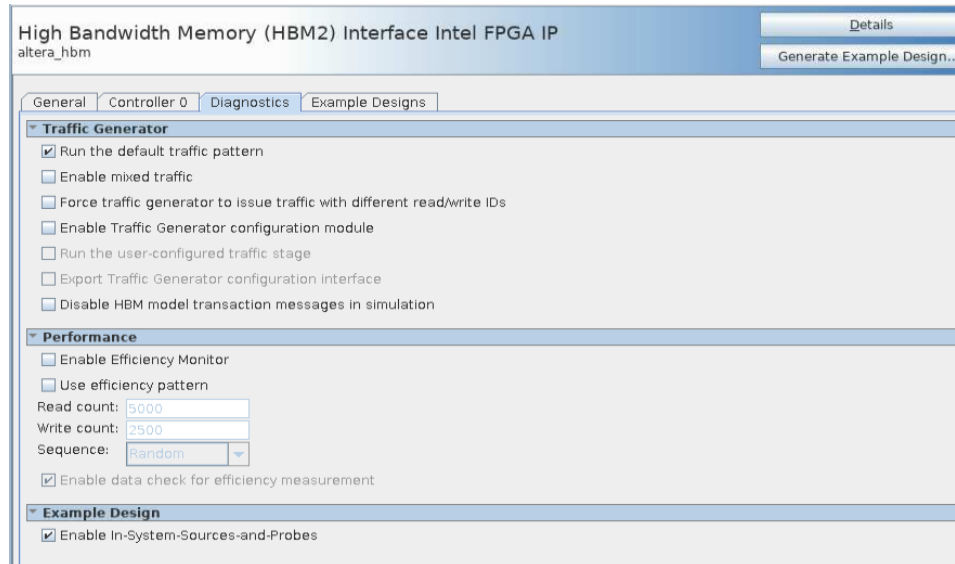 High Bandwidth Memory (HBM2) Interface Intel FPGA IP
altera_hbm
Details
Generate Example Design..
General Controller 0 Diagnostics Example Designs
Traffic Generator
Run the default traffic pattern
Enable mixed traffic
Force traffic generator to issue traffic with different read/write IDs
Enable Traffic Generator configuration module
Run the user-configured traffic stage
Export Traffic Generator configuration interface
Disable HBM model transaction messages in simulation
Performance
Enable Efficiency Monitor
Use efficiency pattern
Read count: 5000
Write count: 2500
Sequence: Random
Enable data check for efficiency measurement
Example Design
Enable In-System-Sources-and-Probes